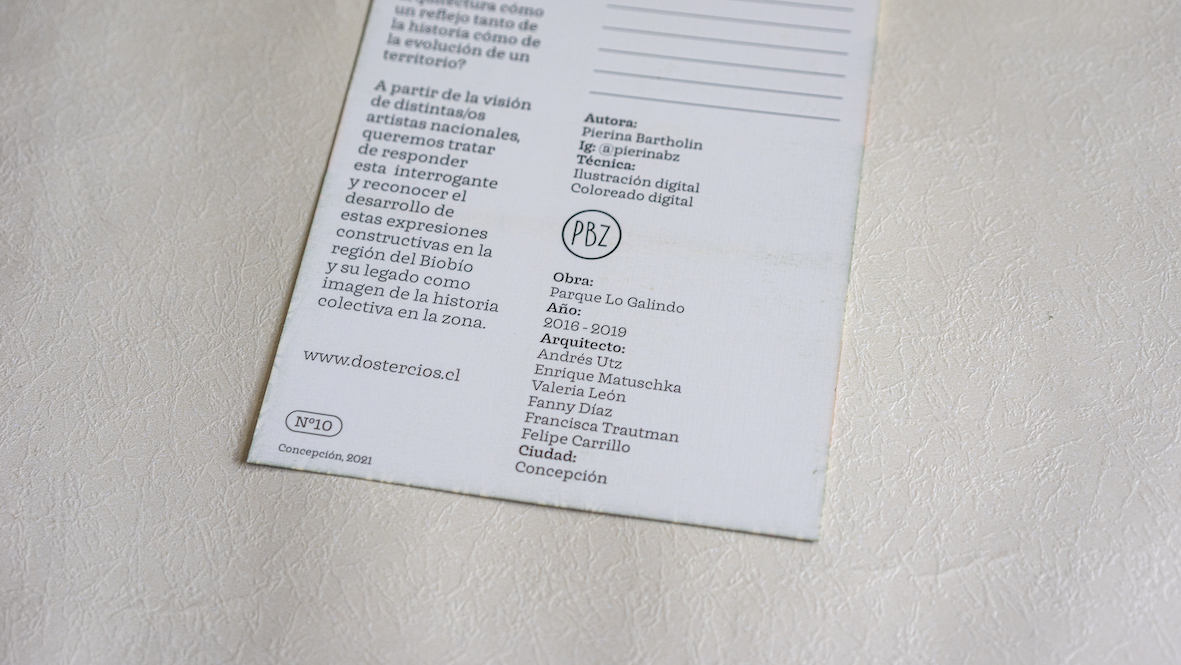 arquitectura cómo
un reflejo tanto de
la historia cómo de
la evolución de un
territorio?
A partir de la visión
de distintas/os
artistas nacionales,
queremos tratar
de responder
esta interrogante
y reconocer el
desarrollo de
estas expresiones
constructivas en la
región del Biobío
y su legado como
imagen de la historia
colectiva en la zona.
www.dostercios.cl
Nº10
Concepción, 2021
Autora:
Pierina Bartholin
Ig: @pierinabz
Técnica:
Ilustración digital
Coloreado digital
PBZ
Obra:
Parque Lo Galindo
Año:
2016 - 2019
Arquitecto:
Andrés Utz
Enrique Matuschka
Valeria León
Fanny Díaz
Francisca Trautman
Felipe Carrillo
Ciudad:
Concepción